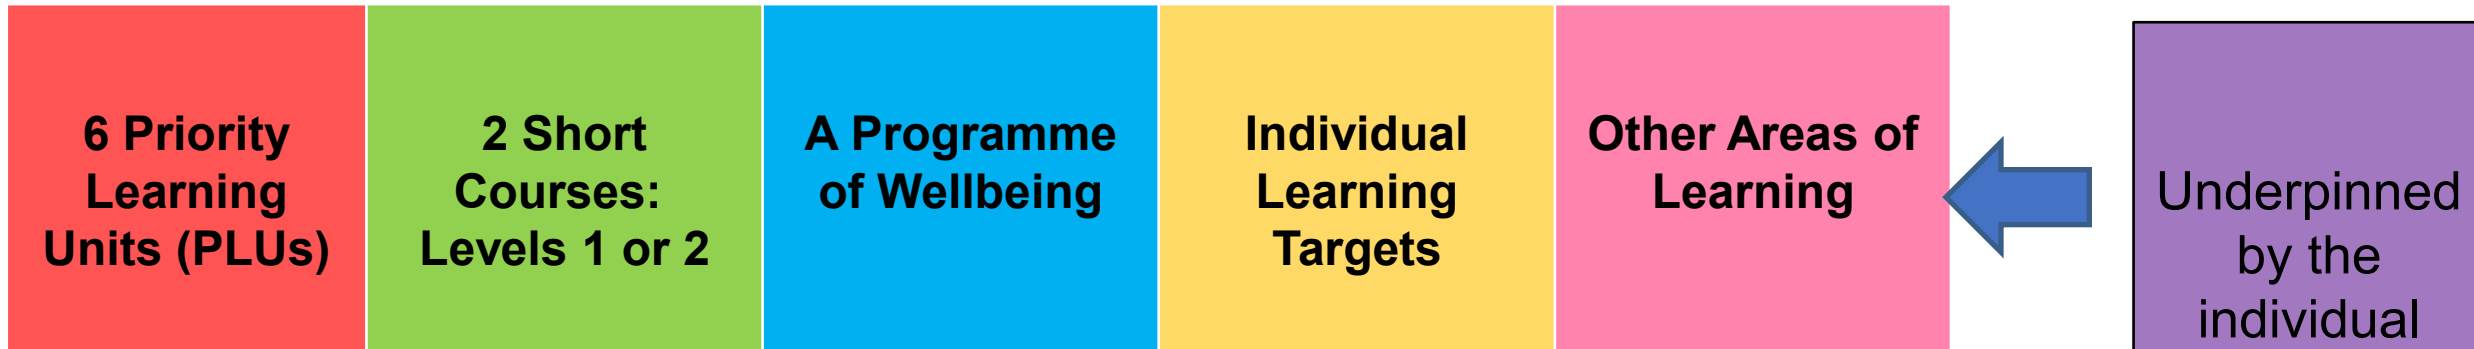 6 Priority
Learning
Units (PLUs)
2 Short
Courses:
Levels 1 or 2
A Programme
of Wellbeing
Individual
Learning
Targets
Other Areas of
Learning
Underpinned
by the
individual